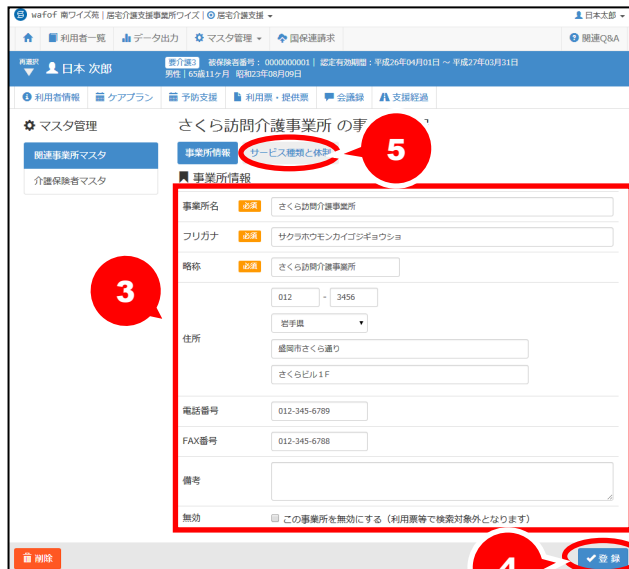 wafof 南ワイズ苑 | 居宅介護支援事業所ワイズ | 居宅介護支援 日本太郎
利用者一覧 データ出力 マスタ管理 国保連請求 関連Q&A
再選択 日本 次郎 要介護3 被保険者番号： 0000000001 | 認定有効期間：平成26年04月01日 ～ 平成27年03月31日
男性 | 65歳11ヶ月 昭和23年08月09日
利用者情報 ケアプラン 予防支援 利用票・提供票 会議録 支援経過
マスタ管理
関連事業所マスタ
介護保険者マスタ
さくら訪問介護事業所 の事
事業所情報 サービス種類と体制 5
事業所情報
3
事業所名 必須 さくら訪問介護事業所
フリガナ 必須 サクラホウモンカイゴジギョウショ
略称 必須 さくら訪問介護事業所
住所 012 - 3456
岩手県
盛岡市さくら通り
さくらビル1F
電話番号 012-345-6789
FAX番号 012-345-6788
備考
無効 この事業所を無効にする（利用票等で検索対象外となります）
削除 4 登録